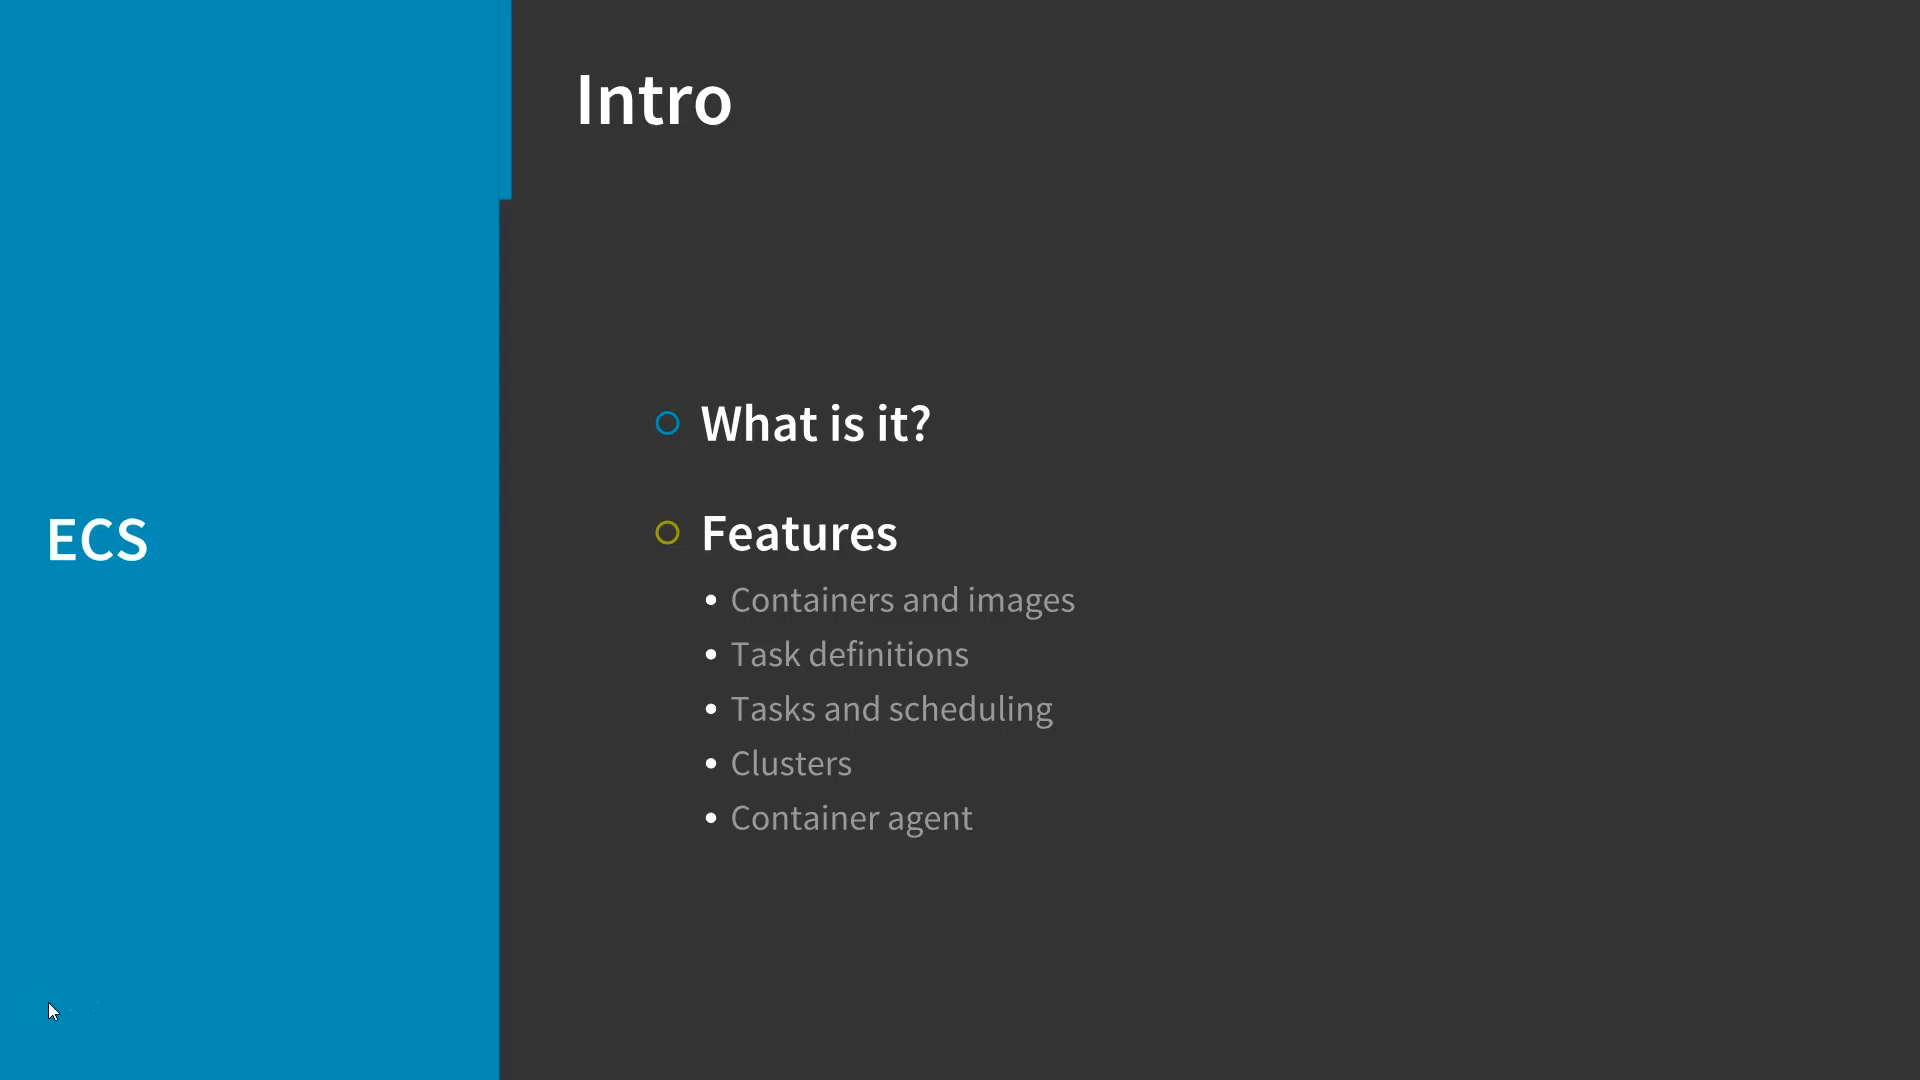 Intro
ECS
What is it?
Features
Containers and images
Task definitions
Tasks and scheduling
Clusters
Container agent